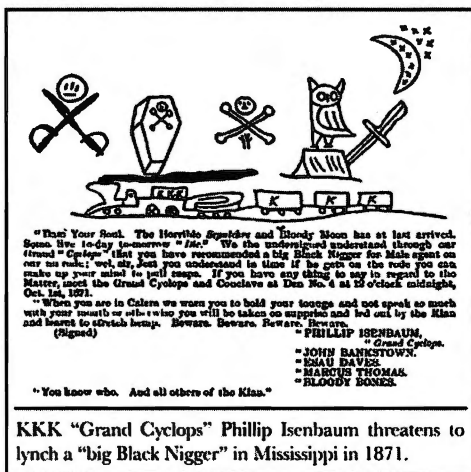 K K K
K
K
K
"Dam Your Soul. The Horrible Sepulchre and Bloody Moon has at last arrived.
Some live to-day to-morrow "Die." We the undersigned understand through our
Grand "Cyclops" that you have recommended a big Black Nigger for Male agent on
our nu rode; wel, sir, Jest you understand in time if he gets on the rode you can
make up your mind to pull roape. If you have any thing to say in regard to the
Matter, meet the Grand Cyclops and Conclave at Den No. 4 at 12 o'clock midnight,
Oct. 1st, 1871.
"When you are in Calera we warn you to hold your tounge and not speak so much
with your mouth or otherwise you will be taken on supprise and led out by the Klan
and learnt to stretch hemp. Beware. Beware. Beware. Beware.
(Signed)
"PHILLIP ISENBAUM,
"Grand Cyclops.
"JOHN BANKSTOWN.
"ESAU DAVES.
"MARCUS THOMAS.
"BLOODY BONES.
"You know who. And all others of the Klan."
KKK "Grand Cyclops" Phillip Isenbaum threatens to
lynch a "big Black Nigger" in Mississippi in 1871.